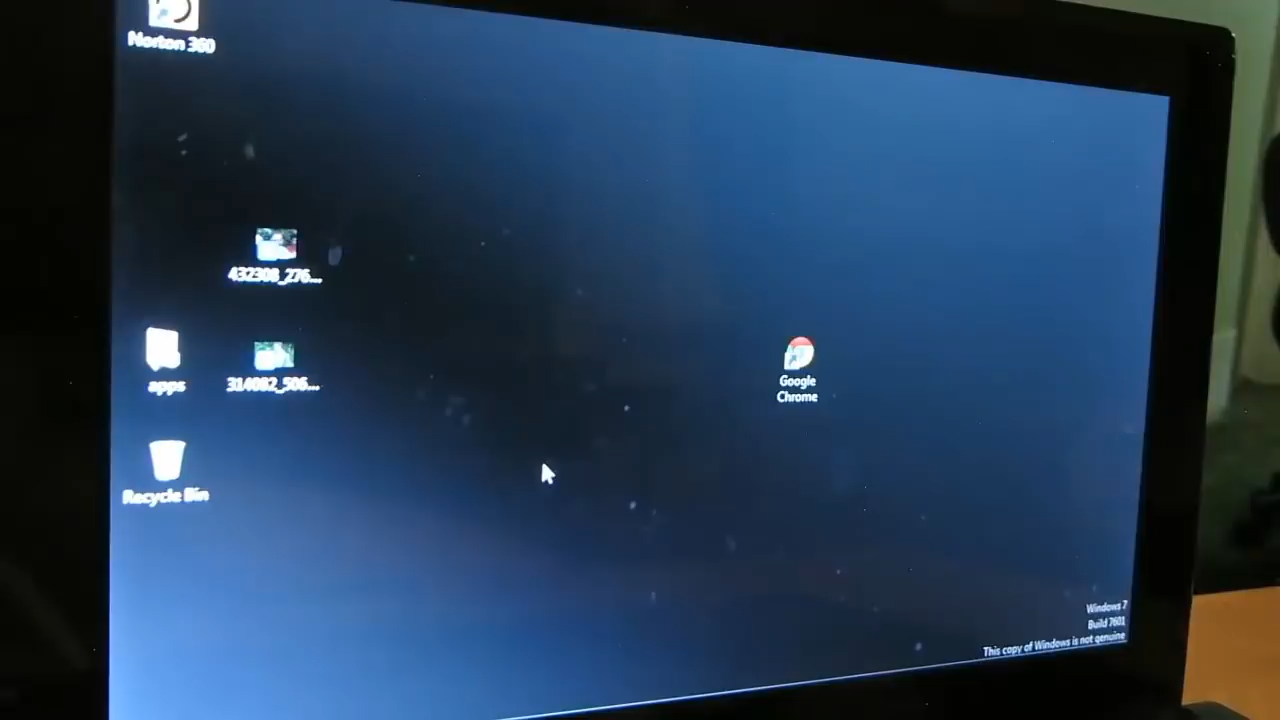 Norton 360
432308_276...
apps
314082_506...
Recycle Bin
Google
Chrome
Windows 7
Build 7601
This copy of Windows is not genuine